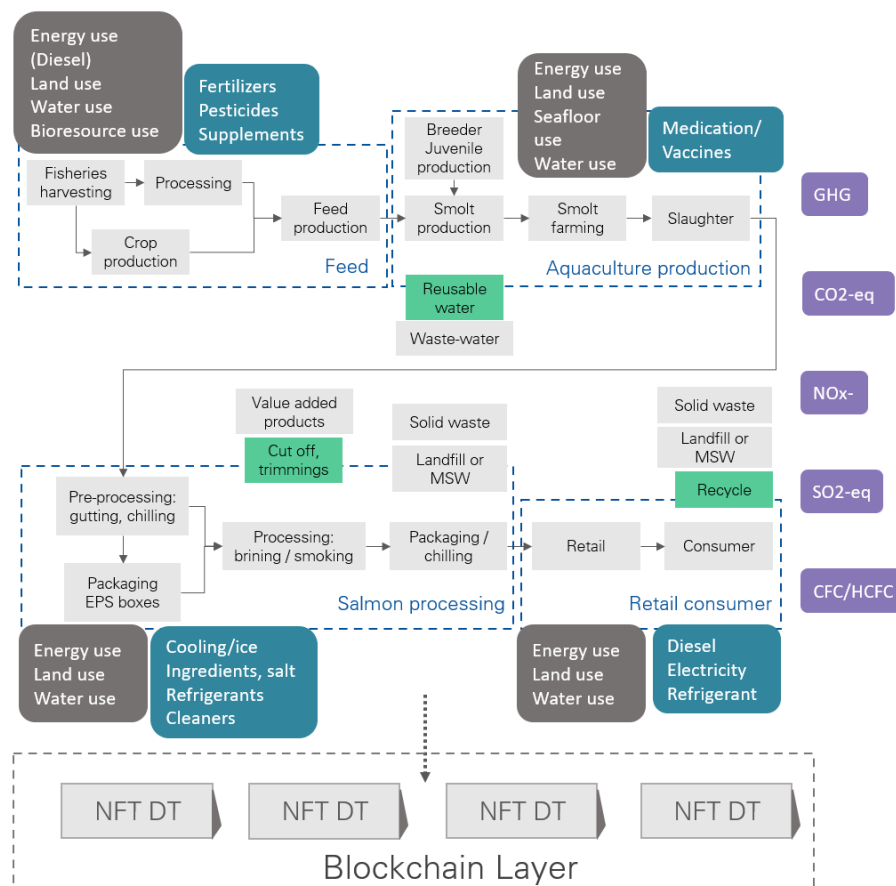 Energy use
(Diesel)
Land use
Water use
Bioresource use
Fertilizers
Pesticides
Supplements
Energy use
Land use
Seafloor
use
Water use
Medication/
Vaccines
Fisheries
harvesting
Processing
Crop
production
Feed
production
Feed
Breeder
Juvenile
production
Smolt
production
Smolt
farming
Slaughter
Aquaculture production
Reusable
water
Waste-water
GHG
CO2-eq
NOx-
SO2-eq
CFC/HCFC
Value added
products
Cut off,
trimmings
Solid waste
Landfill or
MSW
Solid waste
Landfill or
MSW
Recycle
Pre-processing:
gutting, chilling
Packaging
EPS boxes
Processing:
brining / smoking
Packaging /
chilling
Salmon processing
Retail
Consumer
Retail consumer
Energy use
Land use
Water use
Cooling/ice
Ingredients, salt
Refrigerants
Cleaners
Energy use
Land use
Water use
Diesel
Electricity
Refrigerant
NFT DT
NFT DT
NFT DT
NFT DT
Blockchain Layer